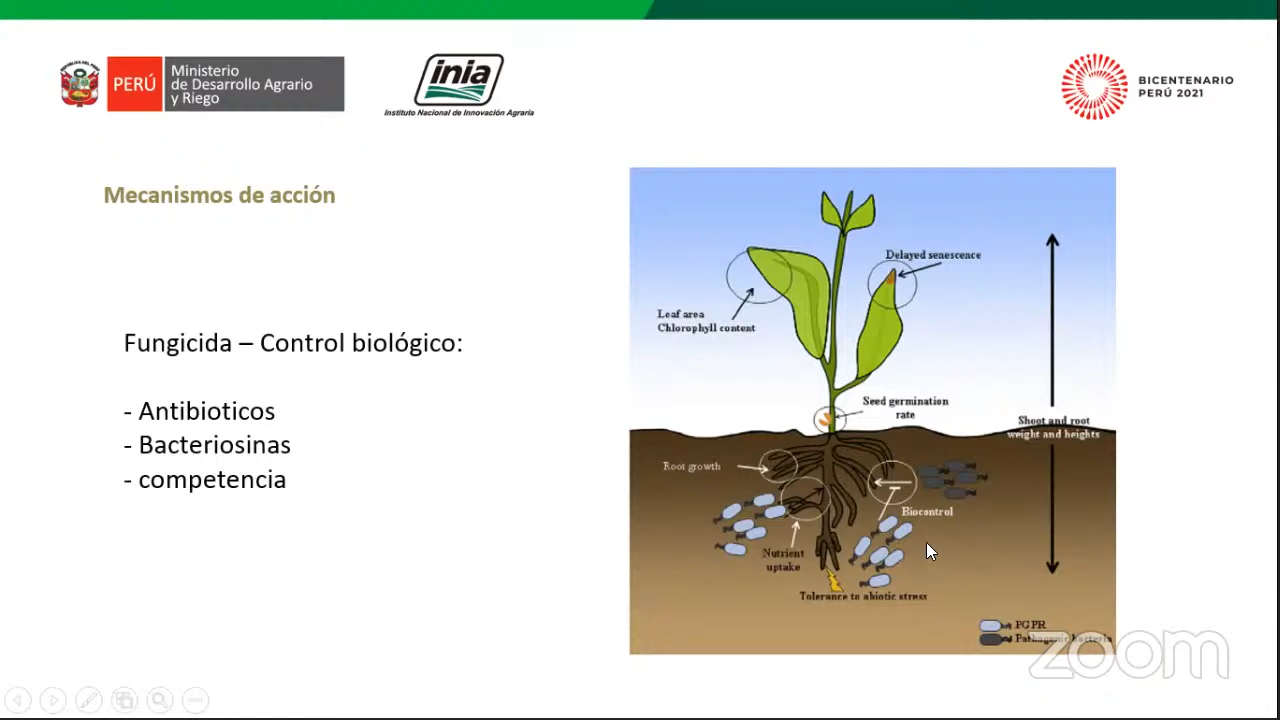 PERÚ
Ministerio
de Desarrollo Agrario
y Riego
inia
Instituto Nacional de Innovación Agraria
BICENTENARIO
PERÚ 2021
Mecanismos de acción
Fungicida – Control biológico:
- Antibioticos
- Bacteriosinas
- competencia
Delayed senescence
Leaf area
Chlorophyll content
Seed germination
rate
Shoot and root
weight and heights
Root growth
Biocontrol
Nutrient
uptake
Tolerance to abiotic stress
PGPR
Pathogenic bacteria
zoom